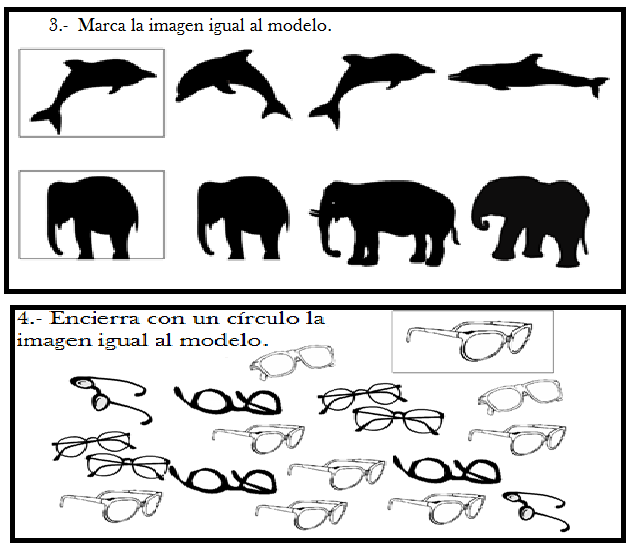 3.- Marca la imagen igual al modelo.
4.- Encierra con un círculo la
imagen igual al modelo.